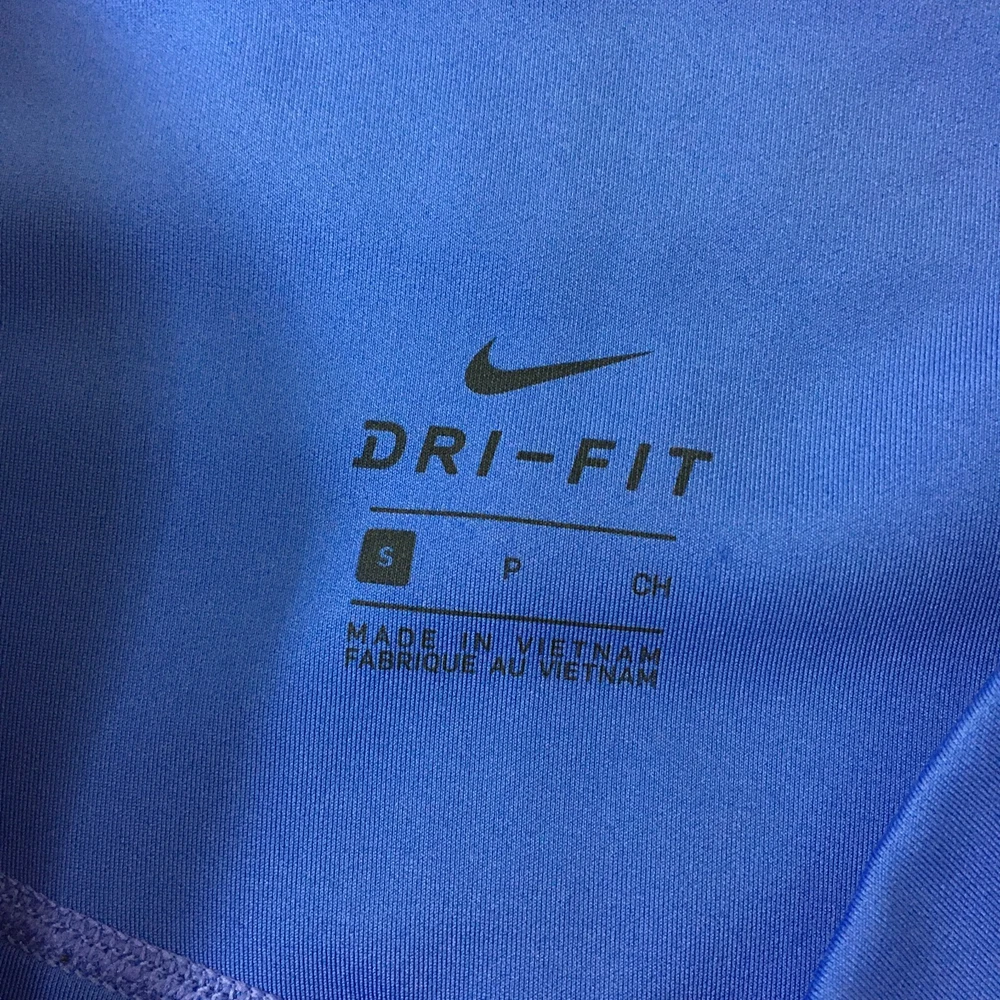 DRI-FIT
S P CH
MADE IN VIETNAM
FABRIQUE AU VIETNAM